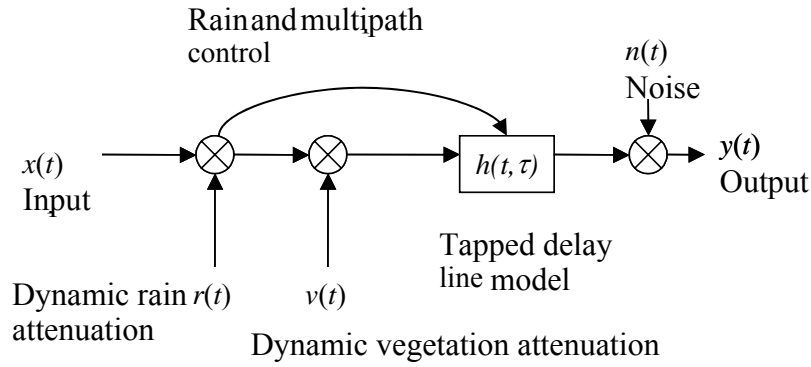 Rain and multipath
control
n(t)
Noise
x(t)
Input
h(t, τ)
y(t)
Output
Tapped delay
line model
Dynamic rain r(t)
attenuation
v(t)
Dynamic vegetation attenuation